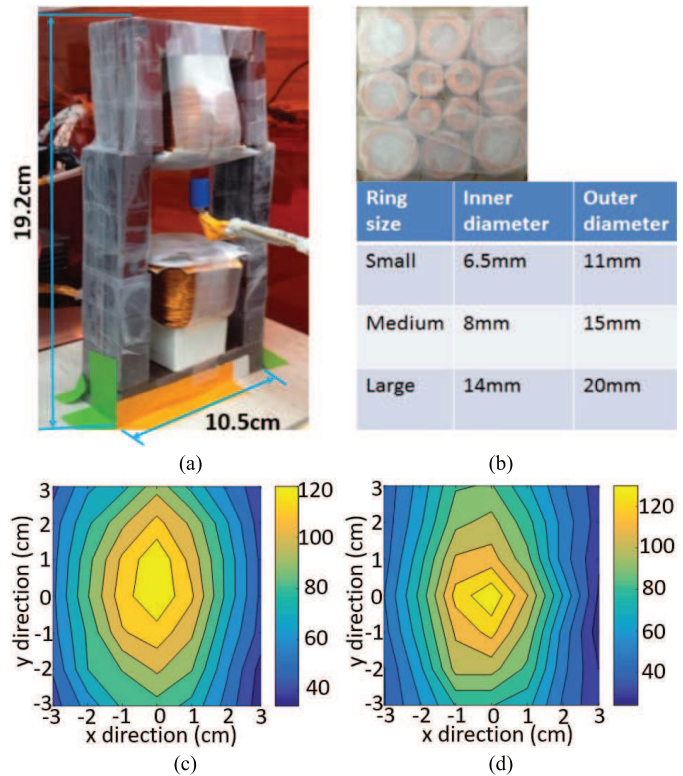 19.2cm
10.5cm
(a)
Ring size Inner diameter Outer diameter
Small 6.5mm 11mm
Medium 8mm 15mm
Large 14mm 20mm
(b)
3
2
1
0
-1
-2
-3
y direction (cm)
-3 -2 -1 0 1 2 3
x direction (cm)
120
100
80
60
40
(c)
3
2
1
0
-1
-2
-3
y direction (cm)
-3 -2 -1 0 1 2 3
x direction (cm)
120
100
80
60
40
(d)